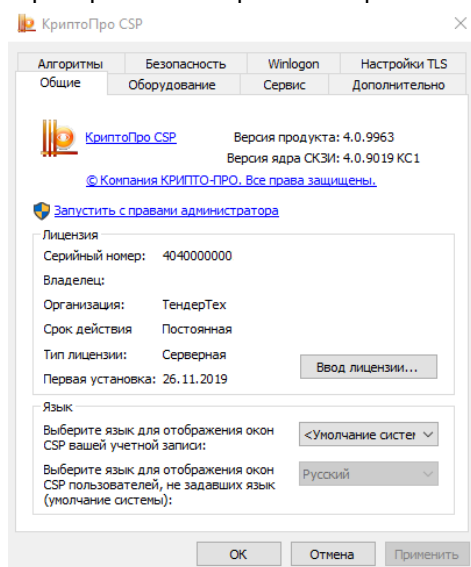 КриптоПро CSP
Алгоритмы Безопасность Winlogon Настройки TLS
Общие Оборудование Сервис Дополнительно
КриптоПро CSP Версия продукта: 4.0.9963
Версия ядра СКЗИ: 4.0.9019 КС1
© Компания КРИПТО-ПРО. Все права защищены.
Запустить с правами администратора
Лицензия
Серийный номер: 4040000000
Владелец:
Организация: ТендерТех
Срок действия Постоянная
Тип лицензии: Серверная
Ввод лицензии...
Первая установка: 26.11.2019
Язык
Выберите язык для отображения окон
CSP вашей учетной записи:
<Умолчание систег
Выберите язык для отображения окон
CSP пользователей, не задавших язык
(умолчание системы):
Русский
ОК Отмена Применить